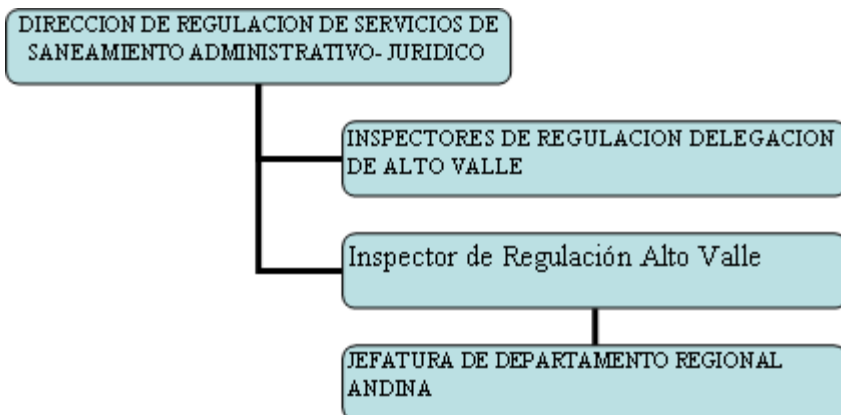 DIRECCION DE REGULACION DE SERVICIOS DE
SANEAMIENTO ADMINISTRATIVO- JURIDICO
INSPECTORES DE REGULACION DELEGACION
DE ALTO VALLE
Inspector de Regulación Alto Valle
JEFATURA DE DEPARTAMENTO REGIONAL
ANDINA